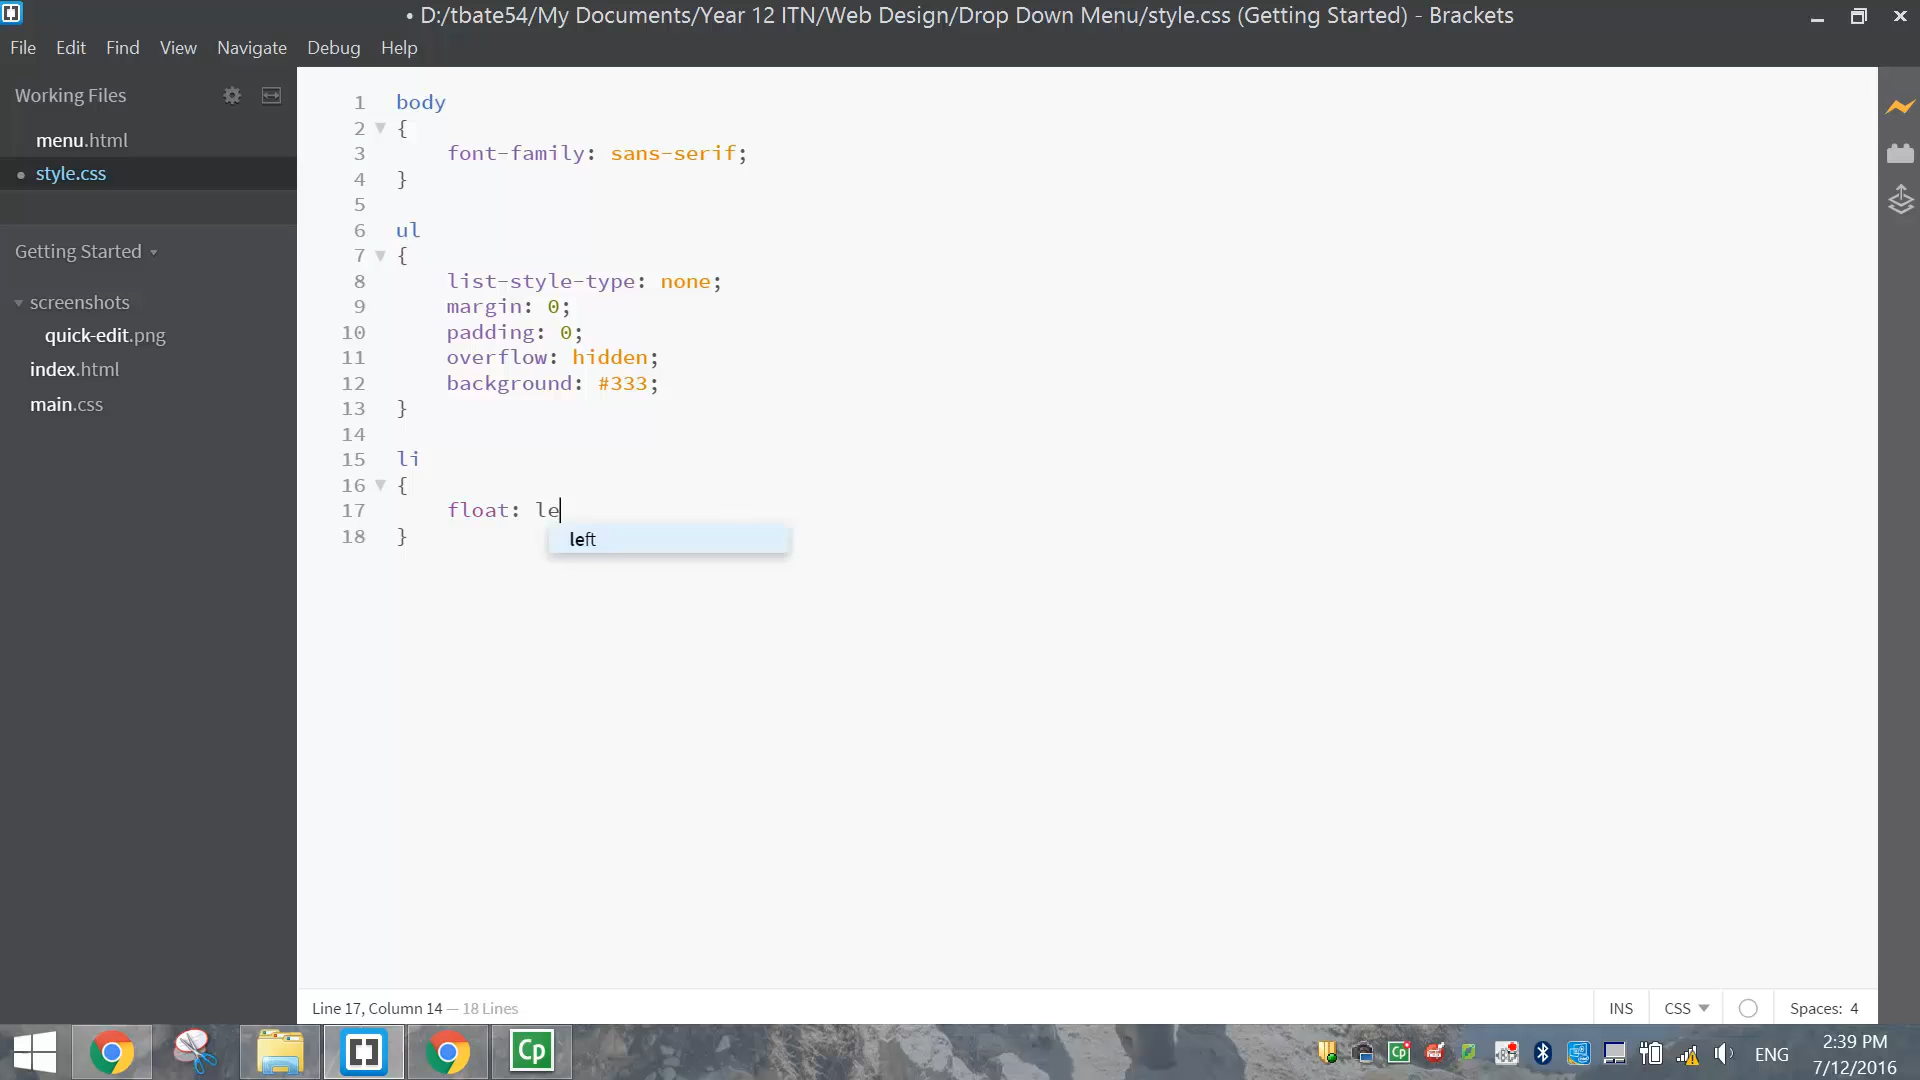 • D:/tbate54/My Documents/Year 12 ITN/Web Design/Drop Down Menu/style.css (Getting Started) - Brackets
File Edit Find View Navigate Debug Help
Working Files
menu.html
• style.css
Getting Started
screenshots
quick-edit.png
index.html
main.css
1 body
2 {
3 font-family: sans-serif;
4 }
5
6 ul
7 {
8 list-style-type: none;
9 margin: 0;
10 padding: 0;
11 overflow: hidden;
12 background: #333;
13 }
14
15 li
16 {
17 float: le
left
18 }
Line 17, Column 14 — 18 Lines
INS CSS Spaces: 4
Cp
Cp
ENG
2:39 PM
7/12/2016